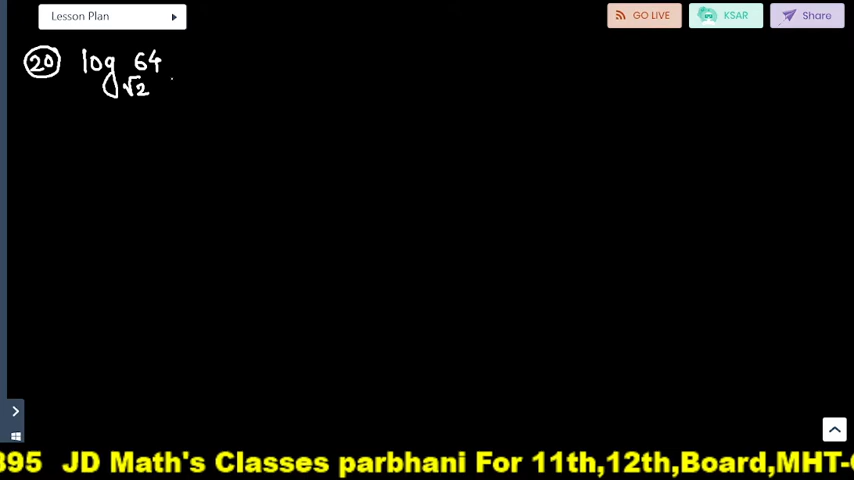 Lesson Plan
GO LIVE
KSAR
Share
20 log 64
√2
395 JD Math's Classes parbhani For 11th,12th,Board,MHT-